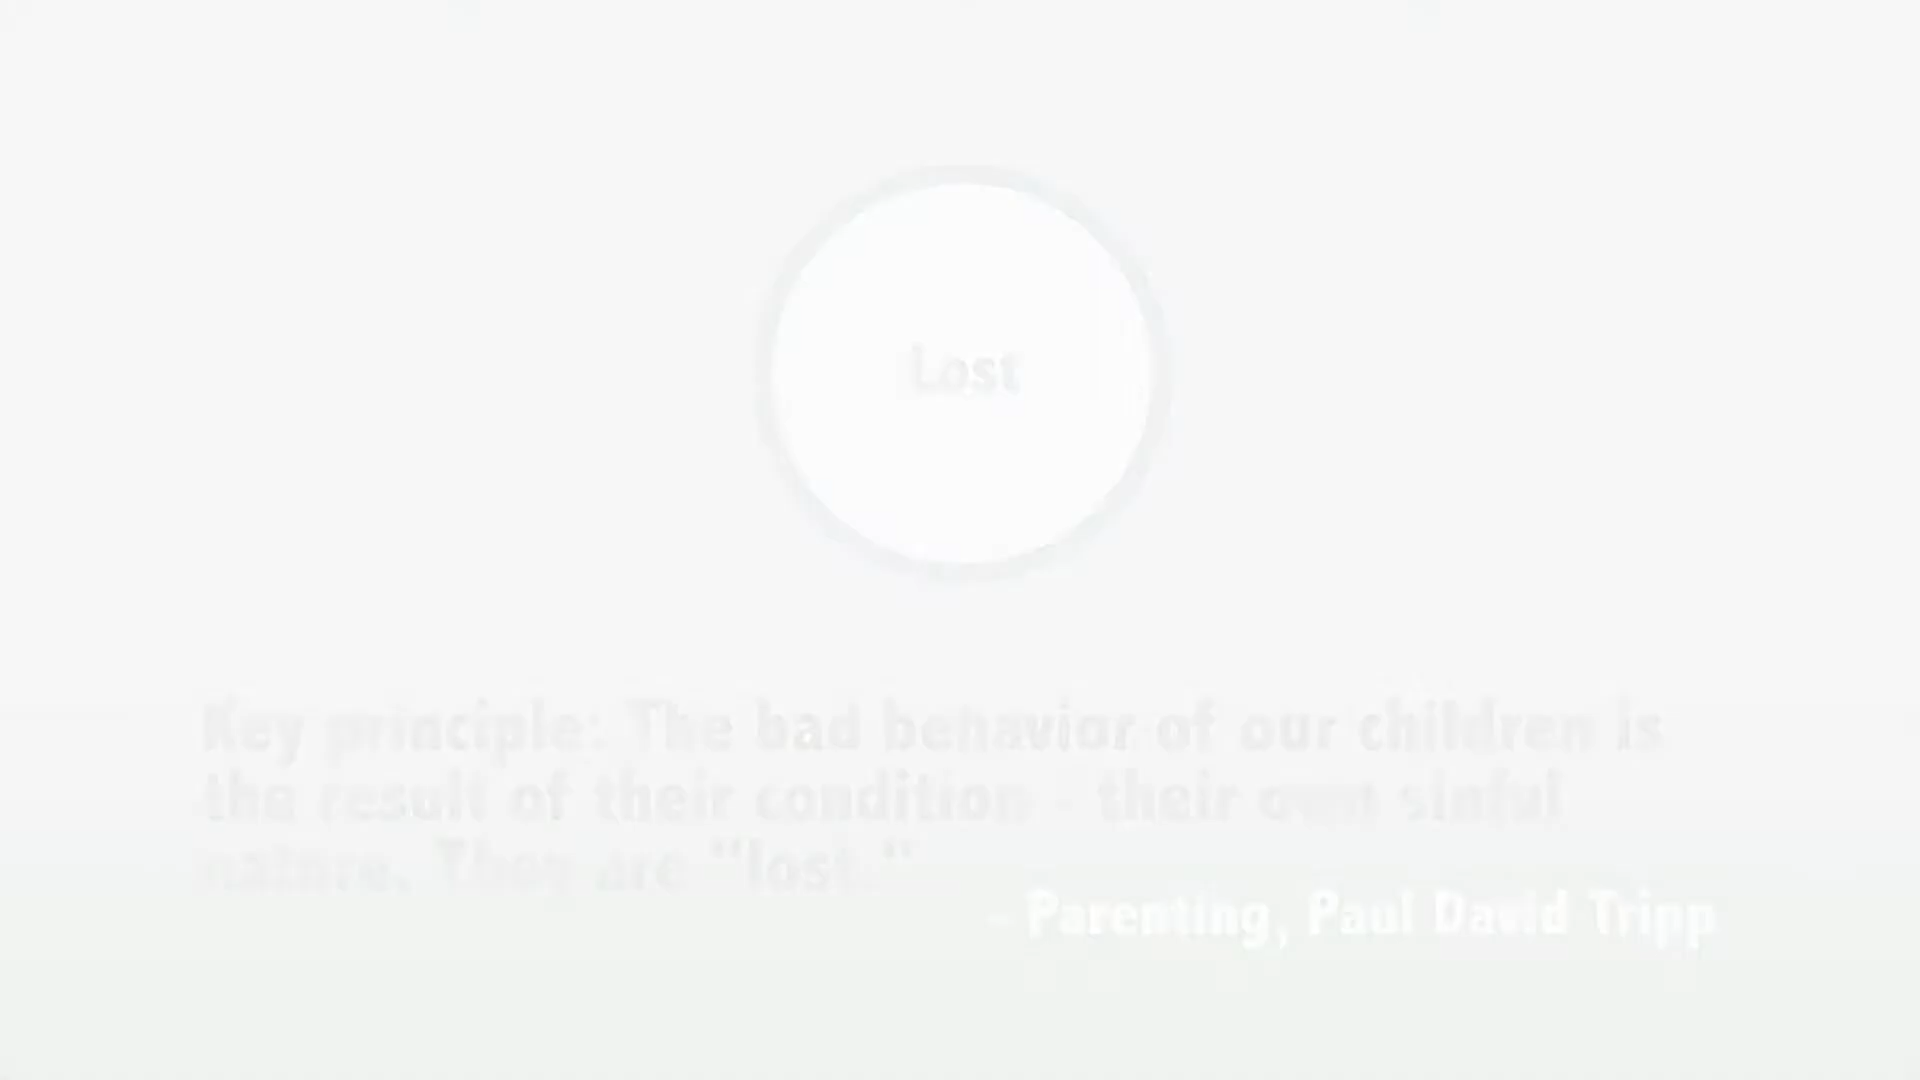 Lost
Key principle: The bad behavior of our children is
the result of their condition - their own sinful
nature. They are "lost."
- Parenting, Paul David Tripp